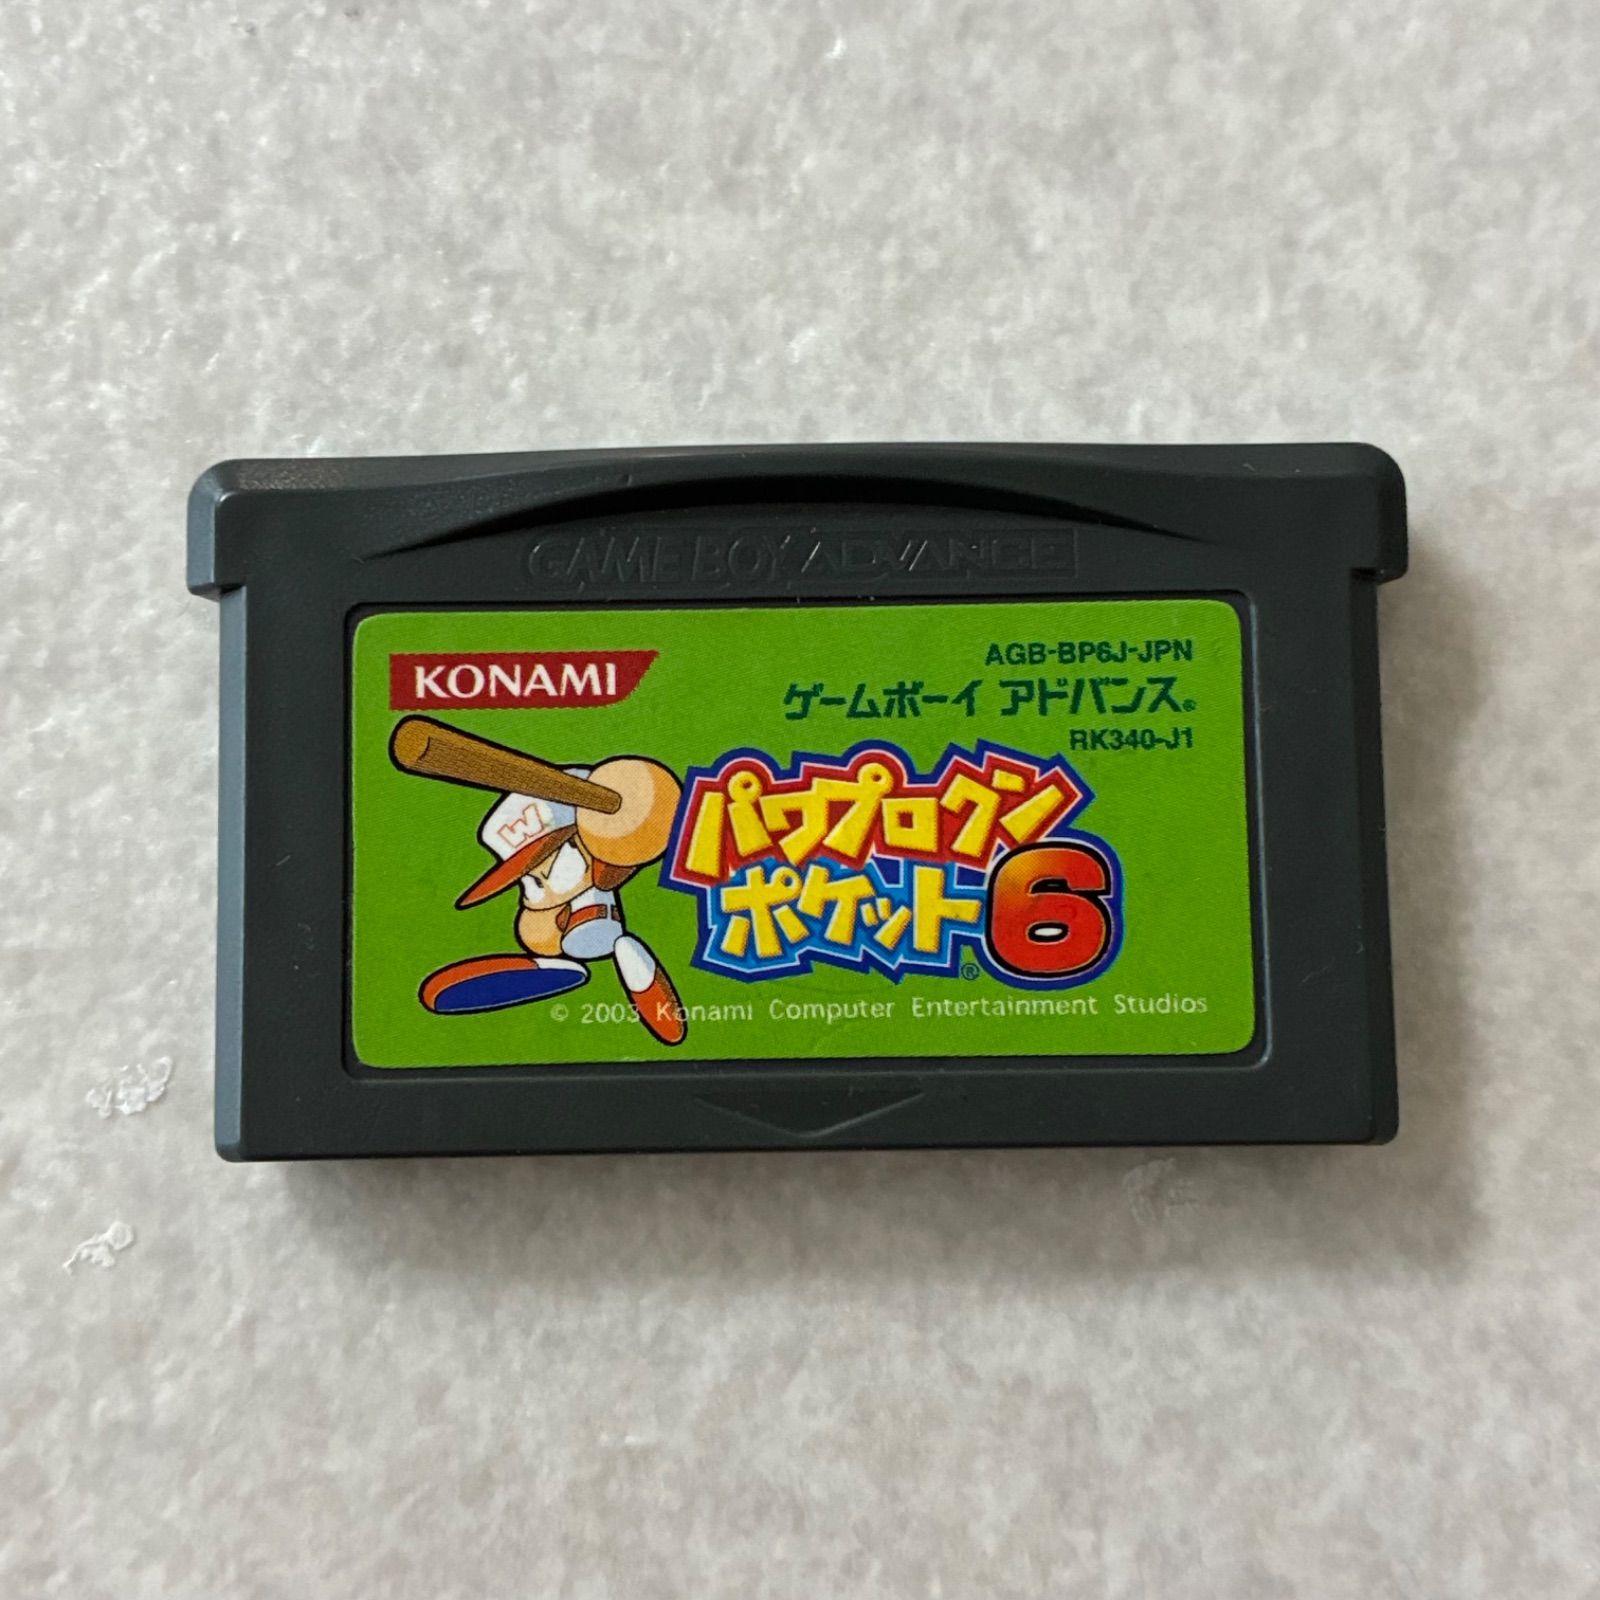 GAME BOY ADVANCE
KONAMI
AGB-BP6J-JPN
ゲームボーイ アドバンス®
RK340-J1
W
パワプロクン
ポケット6®
© 2003 Konami Computer Entertainment Studios